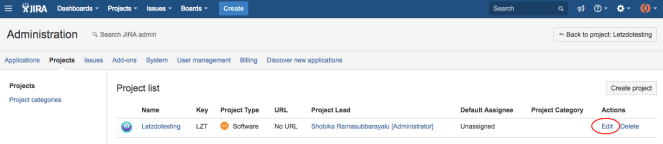 JIRA Dashboards Projects Issues Boards Create Search
Administration Search JIRA admin Back to project: Letzdotesting
Applications Projects Issues Add-ons System User management Billing Discover new applications
Projects Project list Create project
Project categories
Name Key Project Type URL Project Lead Default Assignee Project Category Actions
Letzdotesting LZT Software No URL Shobika Ramasubbarayalu [Administrator] Unassigned Edit Delete